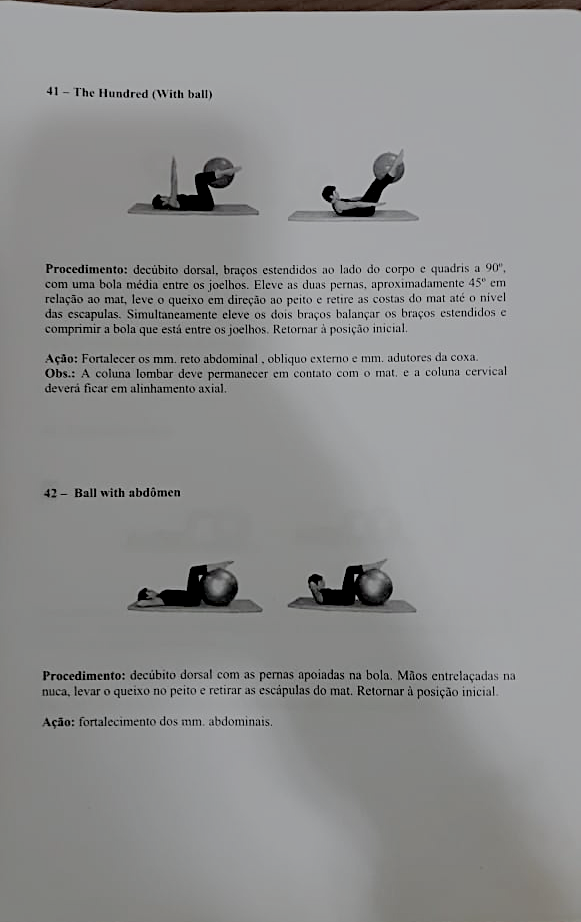 41 – The Hundred (With ball)
Procedimento: decúbito dorsal, braços estendidos ao lado do corpo e quadris a 90º,
com uma bola média entre os joelhos. Eleve as duas pernas, aproximadamente 45º em
relação ao mat, leve o queixo em direção ao peito e retire as costas do mat até o nível
das escapulas. Simultaneamente eleve os dois braços balançar os braços estendidos e
comprimir a bola que está entre os joelhos. Retornar à posição inicial.
Ação: Fortalecer os mm. reto abdominal , obliquo externo e mm. adutores da coxa.
Obs.: A coluna lombar deve permanecer em contato com o mat. e a coluna cervical
deverá ficar em alinhamento axial.
42 – Ball with abdômen
Procedimento: decúbito dorsal com as pernas apoiadas na bola. Mãos entrelaçadas na
nuca, levar o queixo no peito e retirar as escápulas do mat. Retornar à posição inicial.
Ação: fortalecimento dos mm. abdominais.